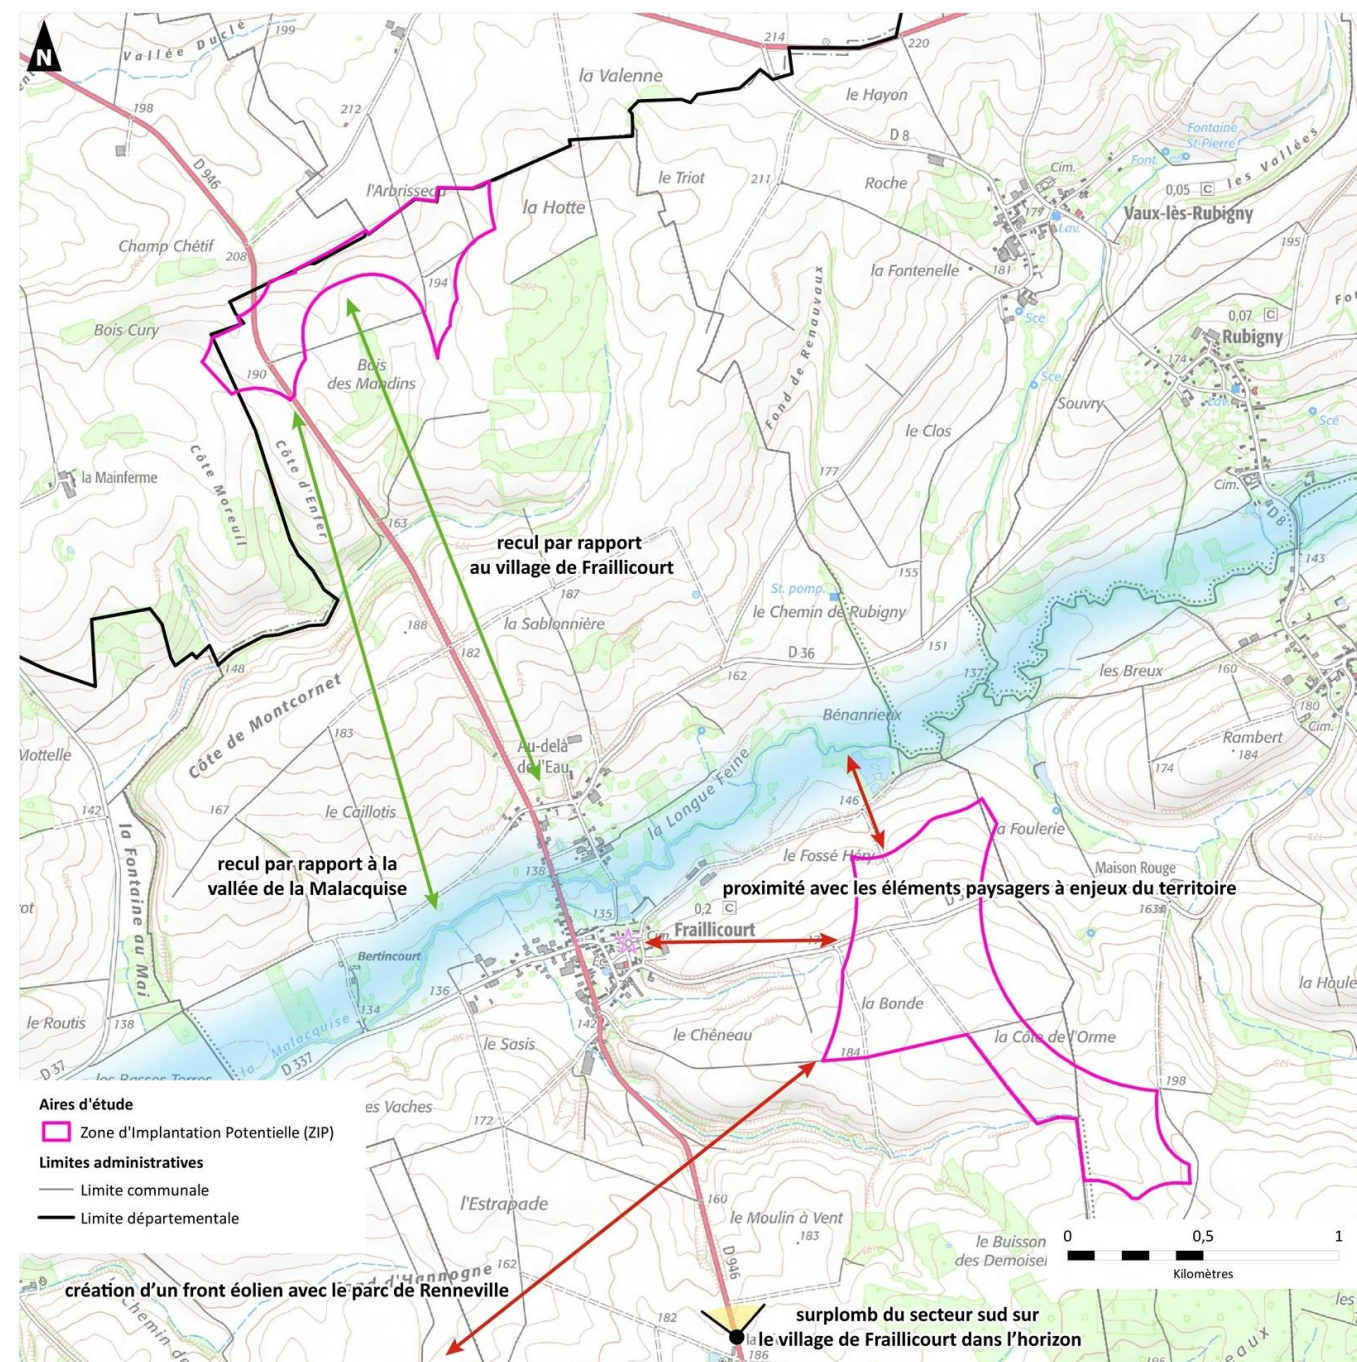 N
Vallée Duclé
199
214
220
la Valenne
le Hayon
198
212
D 8
Fontaine
St-Pierre
Font.
les Vallées
D 946
l'Arbrisseau
le Triot
211
Roche
Cim.
0,05 C
179
Vaux-lès-Rubigny
Lav.
la Hotte
Champ Chétif
208
195
194
la Fontenelle
181
Sce
Bois Cury
0,07 C
Rubigny
190
Bois
des Mandins
174
Fond de Renauvaux
Sce
Lav.
Souvry
Sce
le Clos
la Mainferme
Côte Moreuil
Côte d'Enfer
177
Cim.
D 8
163
143
recul par rapport
au village de Fraillicourt
155
187
St. pomp.
le Chemin de Rubigny
la Sablonnière
188
182
D 36
151
148
162
137
les Breux
160
Côte de Montcornet
180
Cim.
Bénanrieux
183
Rambert
184
Mottelle
Au-delà
de l'Eau
174
la Longue Feine
142
167
le Caillotis
146
la Foulerie
la Fontaine au Mai
le Fossé Héry
recul par rapport à la
vallée de la Malacquise
138
Maison Rouge
proximité avec les éléments paysagers à enjeux du territoire
0,2 C
135
163
Fraillicourt
Cim.
Bertincourt
la Houle
136
la Bonde
134
le Routis
138
142
la Malacquise
le Sasis
le Chêneau
la Côte de l'Orme
D 37
D 337
184
les Basses Terres
198
Aires d'étude
Zone d'Implantation Potentielle (ZIP)
Limites administratives
Limite communale
Limite départementale
es Vaches
172
l'Estrapade
160
le Moulin à Vent
183
le Buisson
des Demoisel
0 0,5 1
Kilomètres
D 946
162
d'Hannogne
création d'un front éolien avec le parc de Renneville
Chemin de
182
surplomb du secteur sud sur
le village de Fraillicourt dans l'horizon
186
les
195